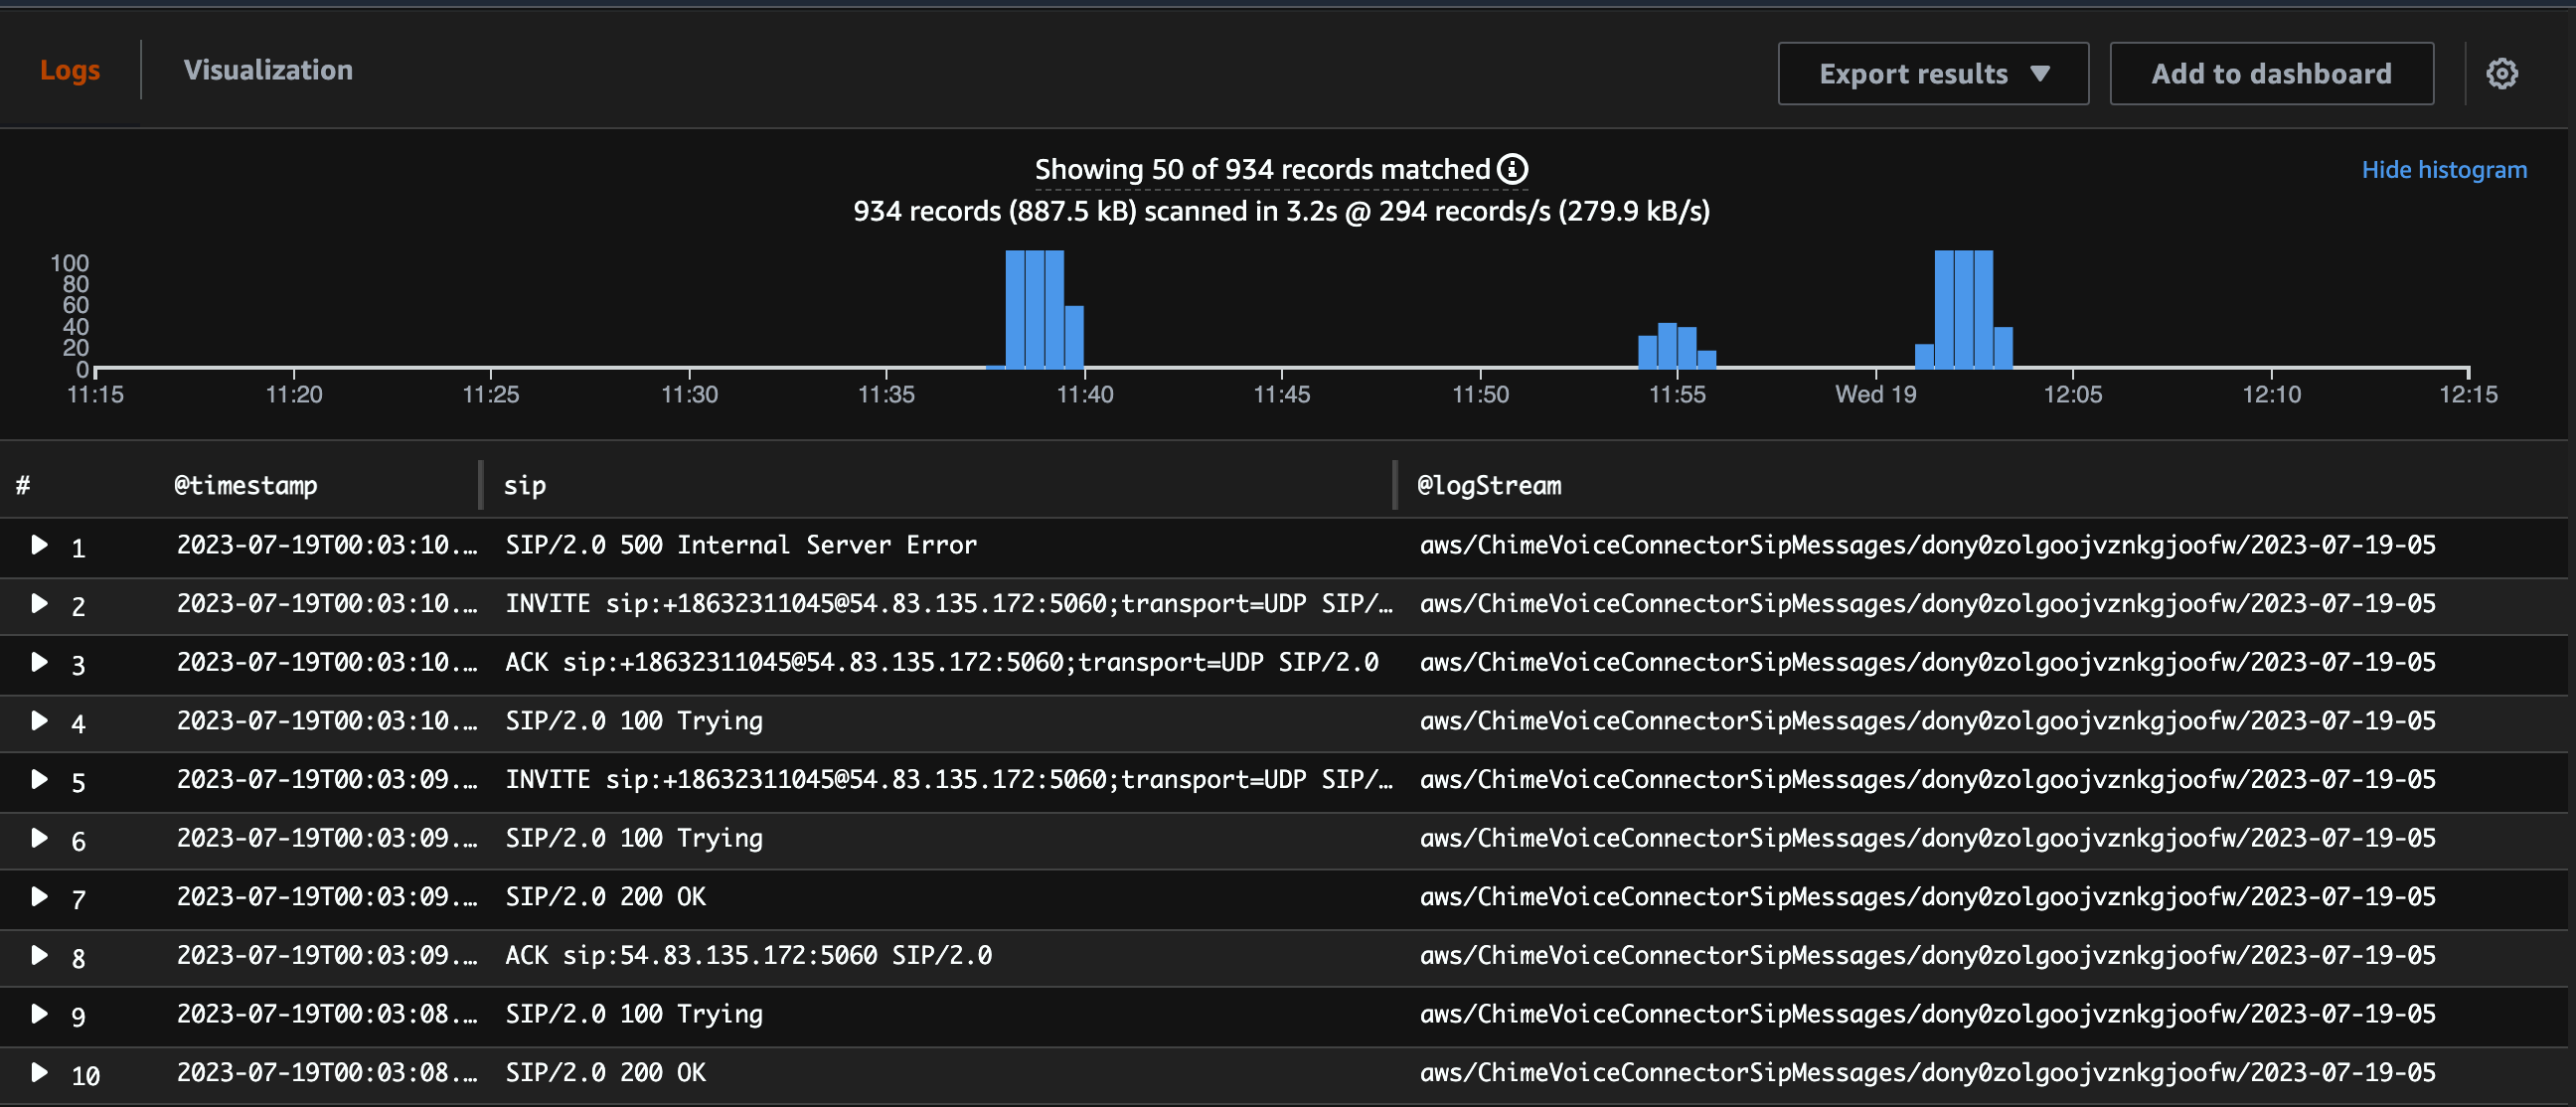 Logs
Visualization
Export results
Add to dashboard
Showing 50 of 934 records matched
Hide histogram
934 records (887.5 kB) scanned in 3.2s @ 294 records/s (279.9 kB/s)
100
80
60
40
20
0
11:15 11:20 11:25 11:30 11:35 11:40 11:45 11:50 11:55 Wed 19 12:05 12:10 12:15
# @timestamp sip @logStream
1 2023-07-19T00:03:10.… SIP/2.0 500 Internal Server Error aws/ChimeVoiceConnectorSipMessages/dony0zolgoojvznkgjoofw/2023-07-19-05
2 2023-07-19T00:03:10.… INVITE sip:+18632311045@54.83.135.172:5060;transport=UDP SIP/… aws/ChimeVoiceConnectorSipMessages/dony0zolgoojvznkgjoofw/2023-07-19-05
3 2023-07-19T00:03:10.… ACK sip:+18632311045@54.83.135.172:5060;transport=UDP SIP/2.0 aws/ChimeVoiceConnectorSipMessages/dony0zolgoojvznkgjoofw/2023-07-19-05
4 2023-07-19T00:03:10.… SIP/2.0 100 Trying aws/ChimeVoiceConnectorSipMessages/dony0zolgoojvznkgjoofw/2023-07-19-05
5 2023-07-19T00:03:09.… INVITE sip:+18632311045@54.83.135.172:5060;transport=UDP SIP/… aws/ChimeVoiceConnectorSipMessages/dony0zolgoojvznkgjoofw/2023-07-19-05
6 2023-07-19T00:03:09.… SIP/2.0 100 Trying aws/ChimeVoiceConnectorSipMessages/dony0zolgoojvznkgjoofw/2023-07-19-05
7 2023-07-19T00:03:09.… SIP/2.0 200 OK aws/ChimeVoiceConnectorSipMessages/dony0zolgoojvznkgjoofw/2023-07-19-05
8 2023-07-19T00:03:09.… ACK sip:54.83.135.172:5060 SIP/2.0 aws/ChimeVoiceConnectorSipMessages/dony0zolgoojvznkgjoofw/2023-07-19-05
9 2023-07-19T00:03:08.… SIP/2.0 100 Trying aws/ChimeVoiceConnectorSipMessages/dony0zolgoojvznkgjoofw/2023-07-19-05
10 2023-07-19T00:03:08.… SIP/2.0 200 OK aws/ChimeVoiceConnectorSipMessages/dony0zolgoojvznkgjoofw/2023-07-19-05